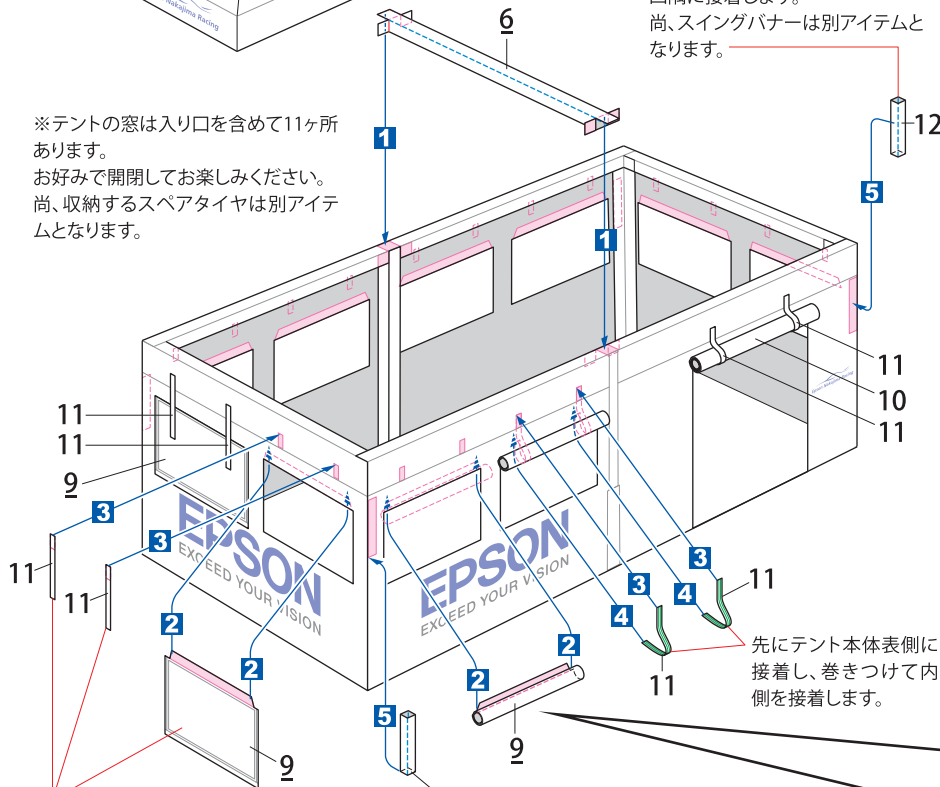 Nakajima Racing
6
尚、スイングバナーは別アイテムと
なります。
12
5
※テントの窓は入り口を含めて11ヶ所
あります。
お好みで開閉してお楽しみください。
尚、収納するスペアタイヤは別アイテ
ムとなります。
1
1
11
10
11
11
11
9
3
3
11
11
EPSON
EXCEED YOUR VISION
EPSON
EXCEED YOUR VISION
Epson Nakajima Racing
2
2
2
2
3
4
3
4
11
11
先にテント本体表側に
接着し、巻きつけて内
側を接着します。
5
9
9